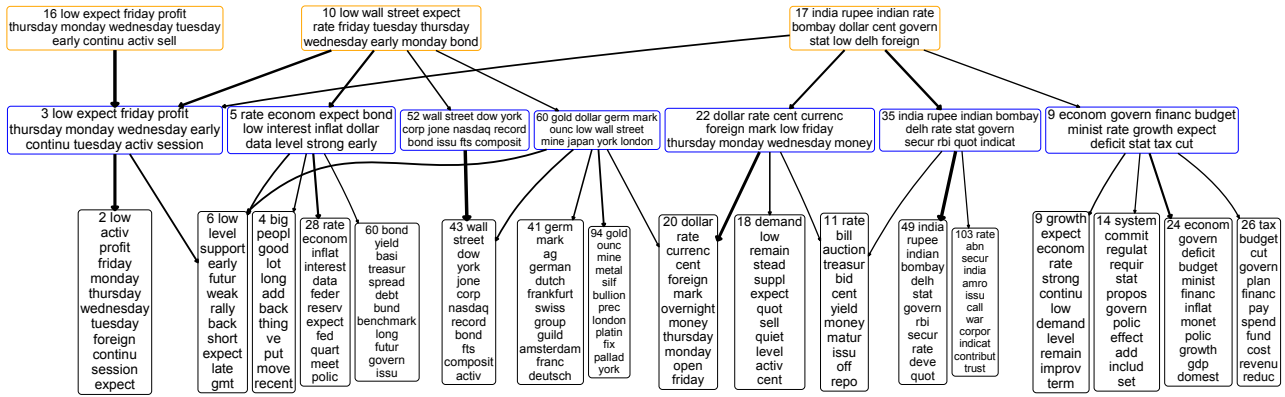 16 low expect friday profit
thursday monday wednesday tuesday
early continu activ sell
10 low wall street expect
rate friday tuesday thursday
wednesday early monday bond
17 india rupee indian rate
bombay dollar cent govern
stat low delh foreign
3 low expect friday profit
thursday monday wednesday early
continu tuesday activ session
5 rate econom expect bond
low interest inflat dollar
data level strong early
52 wall street dow york
corp jone nasdaq record
bond issu fts composit
60 gold dollar germ mark
ounc low wall street
mine japan york london
22 dollar rate cent currenc
foreign mark low friday
thursday monday wednesday money
35 india rupee indian bombay
delh rate stat govern
secur rbi quot indicat
9 econom govern financ budget
minist rate growth expect
deficit stat tax cut
2 low
activ
profit
friday
monday
thursday
wednesday
tuesday
foreign
continu
session
expect
6 low
level
support
early
futur
weak
rally
back
short
expect
late
gmt
4 big
peopl
good
lot
long
add
back
thing
ve
put
move
recent
28 rate
econom
inflat
interest
data
feder
reserv
expect
fed
quart
meet
polic
60 bond
yield
basi
treasur
spread
debt
bund
benchmark
long
futur
govern
issu
43 wall
street
dow
york
jone
corp
nasdaq
record
bond
fts
composit
activ
41 germ
mark
ag
german
dutch
frankfurt
swiss
group
guild
amsterdam
franc
deutsch
94 gold
ounc
mine
metal
silf
bullion
prec
london
platin
fix
pallad
york
20 dollar
rate
currenc
cent
foreign
mark
overnight
money
thursday
monday
open
friday
18 demand
low
remain
stead
suppl
expect
quot
sell
quiet
level
activ
cent
11 rate
bill
auction
treasur
bid
cent
yield
money
matur
issu
off
repo
49 india
rupee
indian
bombay
delh
stat
govern
rbi
secur
rate
deve
quot
103 rate
abn
secur
india
amro
issu
call
war
corpor
indicat
contribut
trust
9 growth
expect
econom
rate
strong
continu
low
demand
level
remain
improv
term
14 system
commit
regulat
requir
stat
propos
govern
polic
effect
add
includ
set
24 econom
govern
deficit
budget
minist
financ
inflat
monet
polic
growth
gdp
domest
26 tax
budget
cut
govern
plan
financ
pay
spend
fund
cost
revenu
reduc